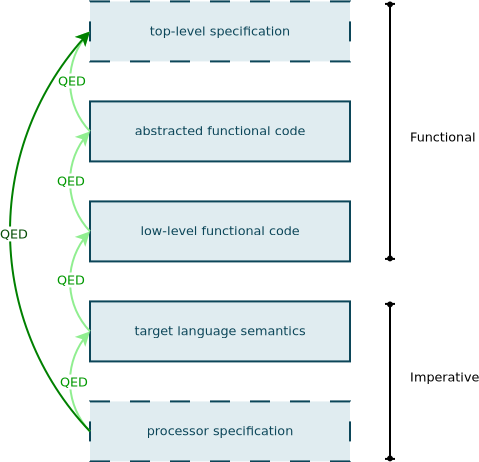 top-level specification
QED
abstracted functional code
Functional
QED
low-level functional code
QED
QED
target language semantics
Imperative
QED
processor specification